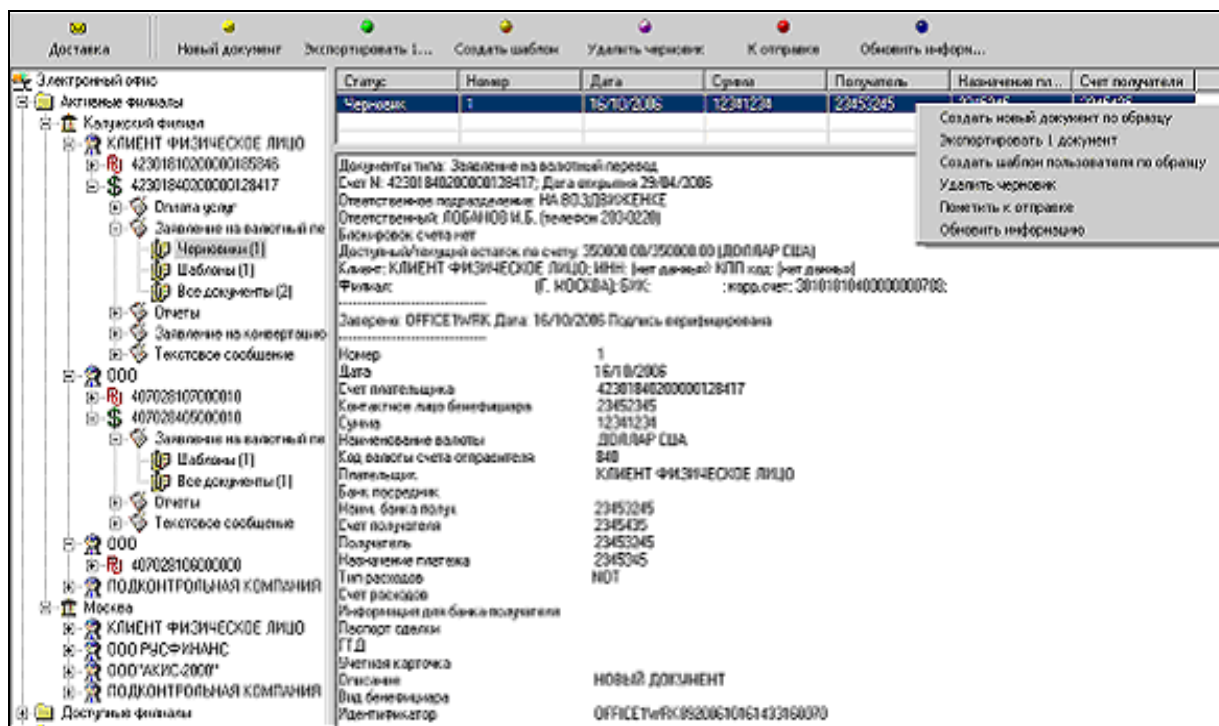 Доставка Новый документ Экспортировать 1... Создать шаблон Удалить черновик К отправке Обновить информ...
Электронный офис
Активные филиалы
Калужский филиал
КЛИЕНТ ФИЗИЧЕСКОЕ ЛИЦО
42301810200000185846
42301840200000128417
Оплата услуг
Заявление на валютный пе
Черновики (1)
Шаблоны (1)
Все документы (2)
Отчеты
Заявление на конвертацию
Текстовое сообщение
ООО
407028107000010
407028405000010
Заявление на валютный пе
Шаблоны (1)
Все документы (1)
Отчеты
Текстовое сообщение
ООО
407028106000000
ПОДКОНТРОЛЬНАЯ КОМПАНИЯ
Москва
КЛИЕНТ ФИЗИЧЕСКОЕ ЛИЦО
ООО РУСФИНАНС
ООО"АКИС-2000"
ПОДКОНТРОЛЬНАЯ КОМПАНИЯ
Доступные филиалы
Статус Номер Дата Сумма Получатель Назначение пл... Счет получателя
Черновик 1 16/10/2006 12341234 23453245
Создать новый документ по образцу
Экспортировать 1 документ
Создать шаблон пользователя по образцу
Удалить черновик
Пометить к отправке
Обновить информацию
Документы типа: Заявление на валютный перевод
Счет N: 42301840200000128417; Дата открытия 29/04/2006
Ответственное подразделение: НА ВОЗДВИЖЕНКЕ
Ответственный: ЛОБАНОВ И.Б. (телефон 203-0228)
Блокировок счета нет
Доступный/текущий остаток по счету: 350000.00/350000.00 (ДОЛЛАР США)
Клиент: КЛИЕНТ ФИЗИЧЕСКОЕ ЛИЦО; ИНН: [нет данных] КПП код: [нет данных]
Филиал: (Г. МОСКВА); БИК: ; корр.счет: 30101810400000000708;
Заверено: OFFICE1WRK Дата: 16/10/2006 Подпись верифицирована
Номер 1
Дата 16/10/2006
Счет плательщика 42301840200000128417
Контактное лицо бенефициара 23452345
Сумма 12341234
Наименование валюты ДОЛЛАР США
Код валюты счета отправителя 840
Плательщик КЛИЕНТ ФИЗИЧЕСКОЕ ЛИЦО
Банк посредник
Наим. банка получ 23453245
Счет получателя 2345435
Получатель 23453245
Назначение платежа 2345345
Тип расходов NOT
Счет расходов
Информация для банка получателя
Паспорт сделки
ГТД
Учетная карточка
Описание НОВЫЙ ДОКУМЕНТ
Вид бенефициара
Идентификатор